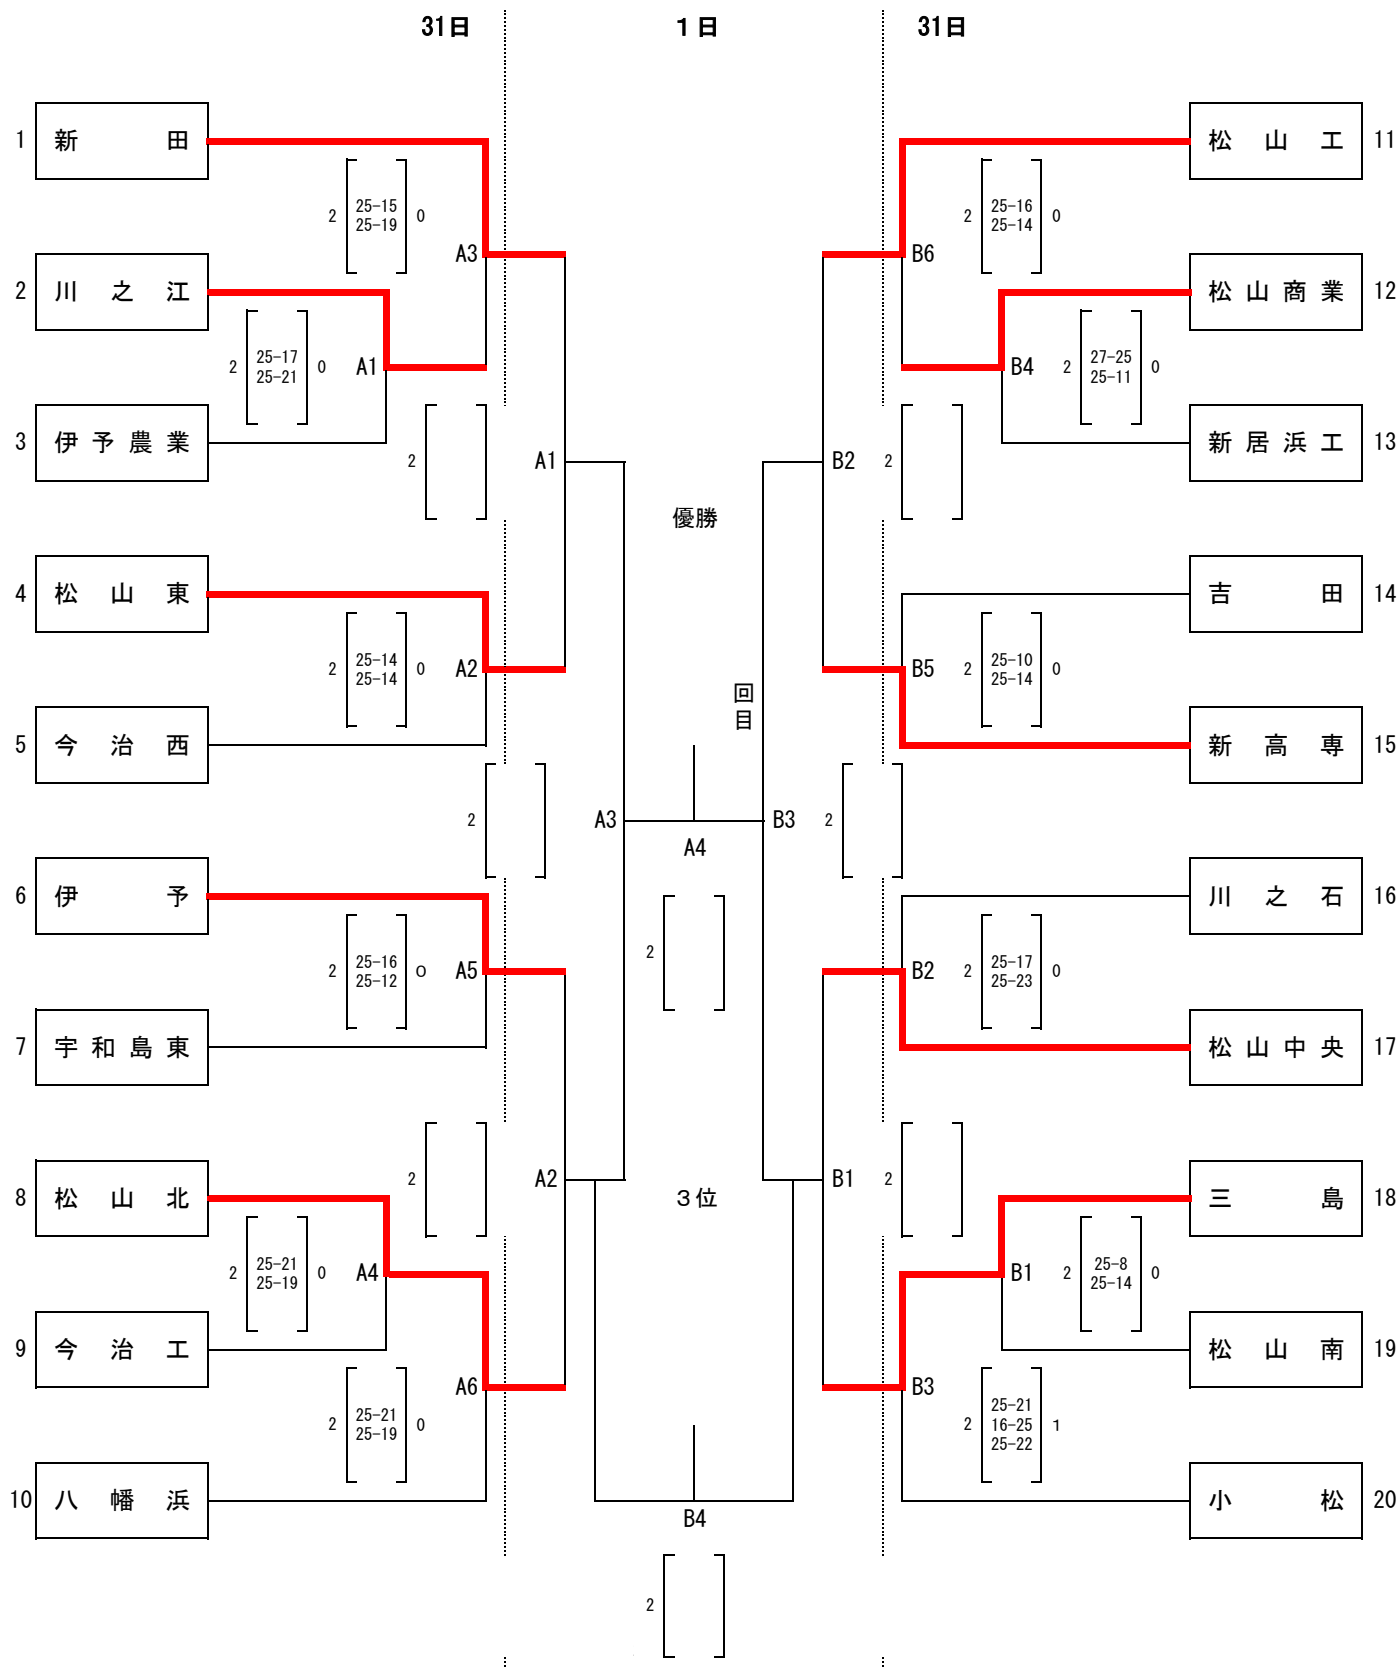 31日 1日 31日
1 新田 松山工 11
2 25-15 0 2 25-16 0
25-19 25-14
A3 B6
2 川之江 松山商業 12
2 25-17 0 A1 B4 2 27-25 0
25-21 25-11
3 伊予農業 新居浜工 13
2 A1 B2 2
優勝
4 松山東 吉田 14
2 25-14 0 A2 B5 2 25-10 0
25-14 25-14
回目
5 今治西 新高専 15
2 A3 B3 2
A4
6 伊予 川之石 16
2
2 25-16 0 A5 B2 2 25-17 0
25-12 25-23
7 宇和島東 松山中央 17
2 A2 B1 2
8 松山北 3位 三島 18
2 25-21 0 A4 B1 2 25-8 0
25-19 25-14
9 今治工 松山南 19
A6 B3
2 25-21 0 2 25-21 1
25-19 16-25
25-22
10 八幡浜 小松 20
B4
2